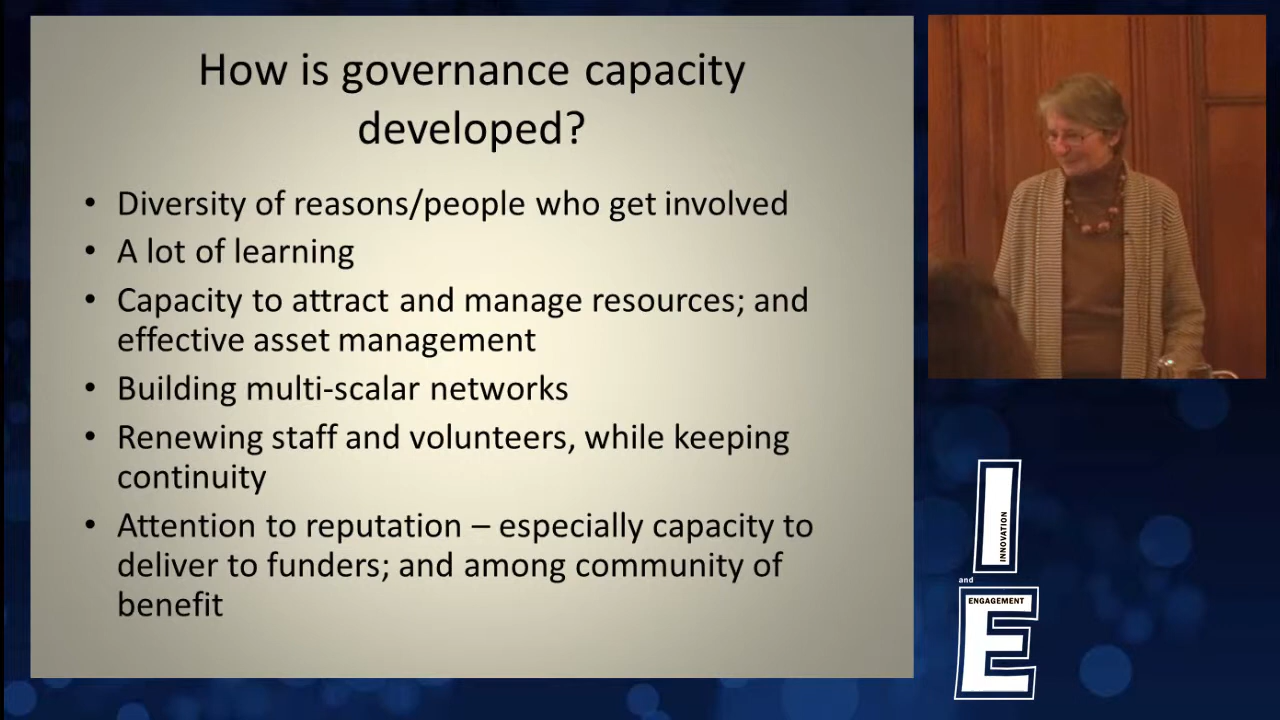 How is governance capacity
developed?
• Diversity of reasons/people who get involved
• A lot of learning
• Capacity to attract and manage resources; and
effective asset management
• Building multi-scalar networks
• Renewing staff and volunteers, while keeping
continuity
• Attention to reputation – especially capacity to
deliver to funders; and among community of
benefit
I
INNOVATION
and
ENGAGEMENT
E